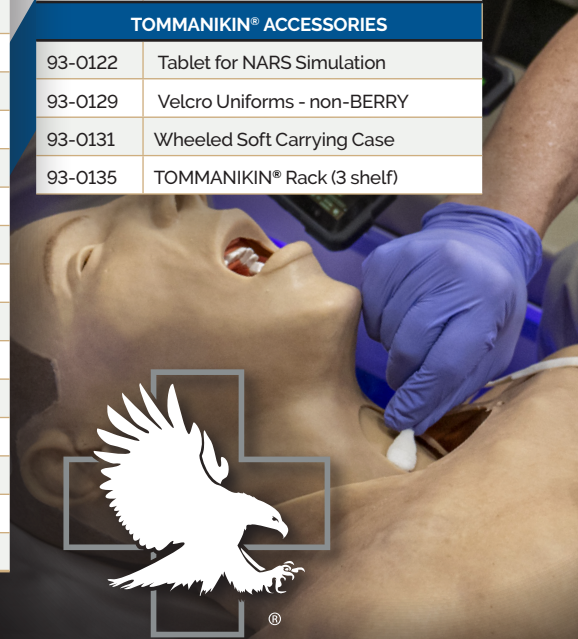 TOMMANIKIN® ACCESSORIES
93-0122 Tablet for NARS Simulation
93-0129 Velcro Uniforms - non-BERRY
93-0131 Wheeled Soft Carrying Case
93-0135 TOMMANIKIN® Rack (3 shelf)
®